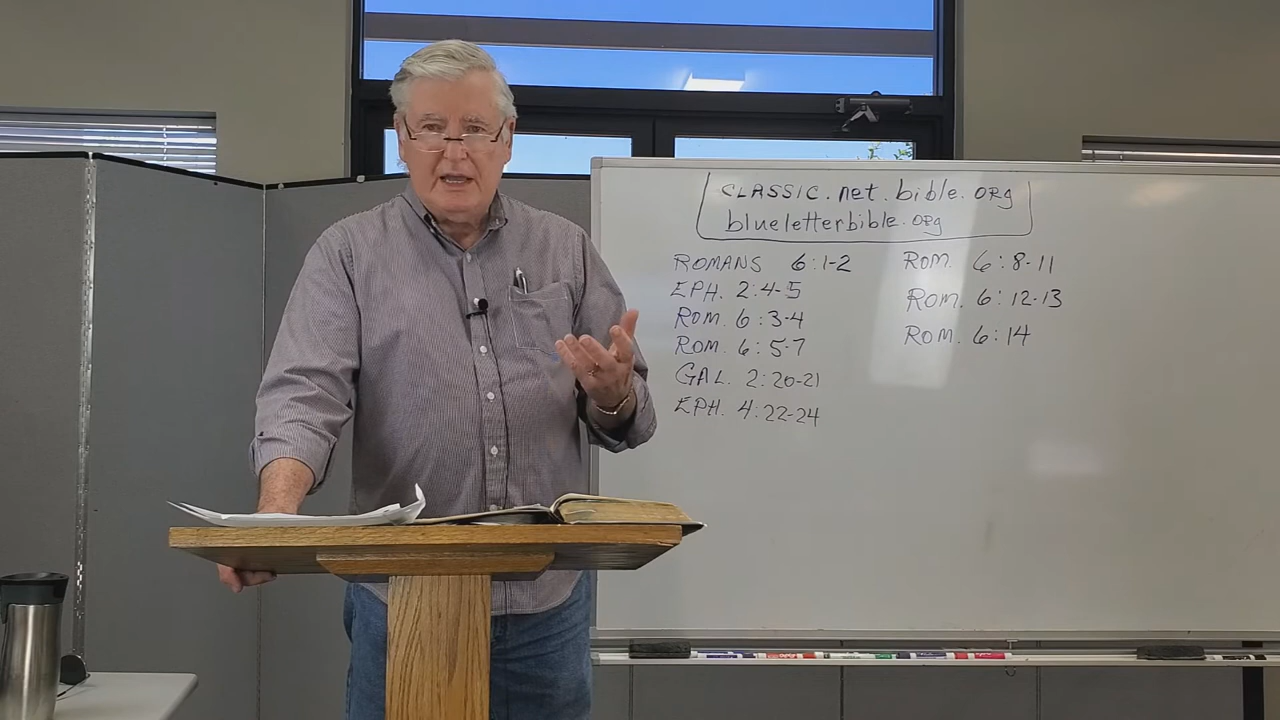 CLASSIC.net.bible.ORG
blueletterbible.ORG
ROMANS 6:1-2
EPH. 2:4-5
ROM. 6:3-4
ROM. 6:5-7
GAL. 2:20-21
EPH. 4:22-24
ROM. 6:8-11
ROM. 6:12-13
ROM. 6:14